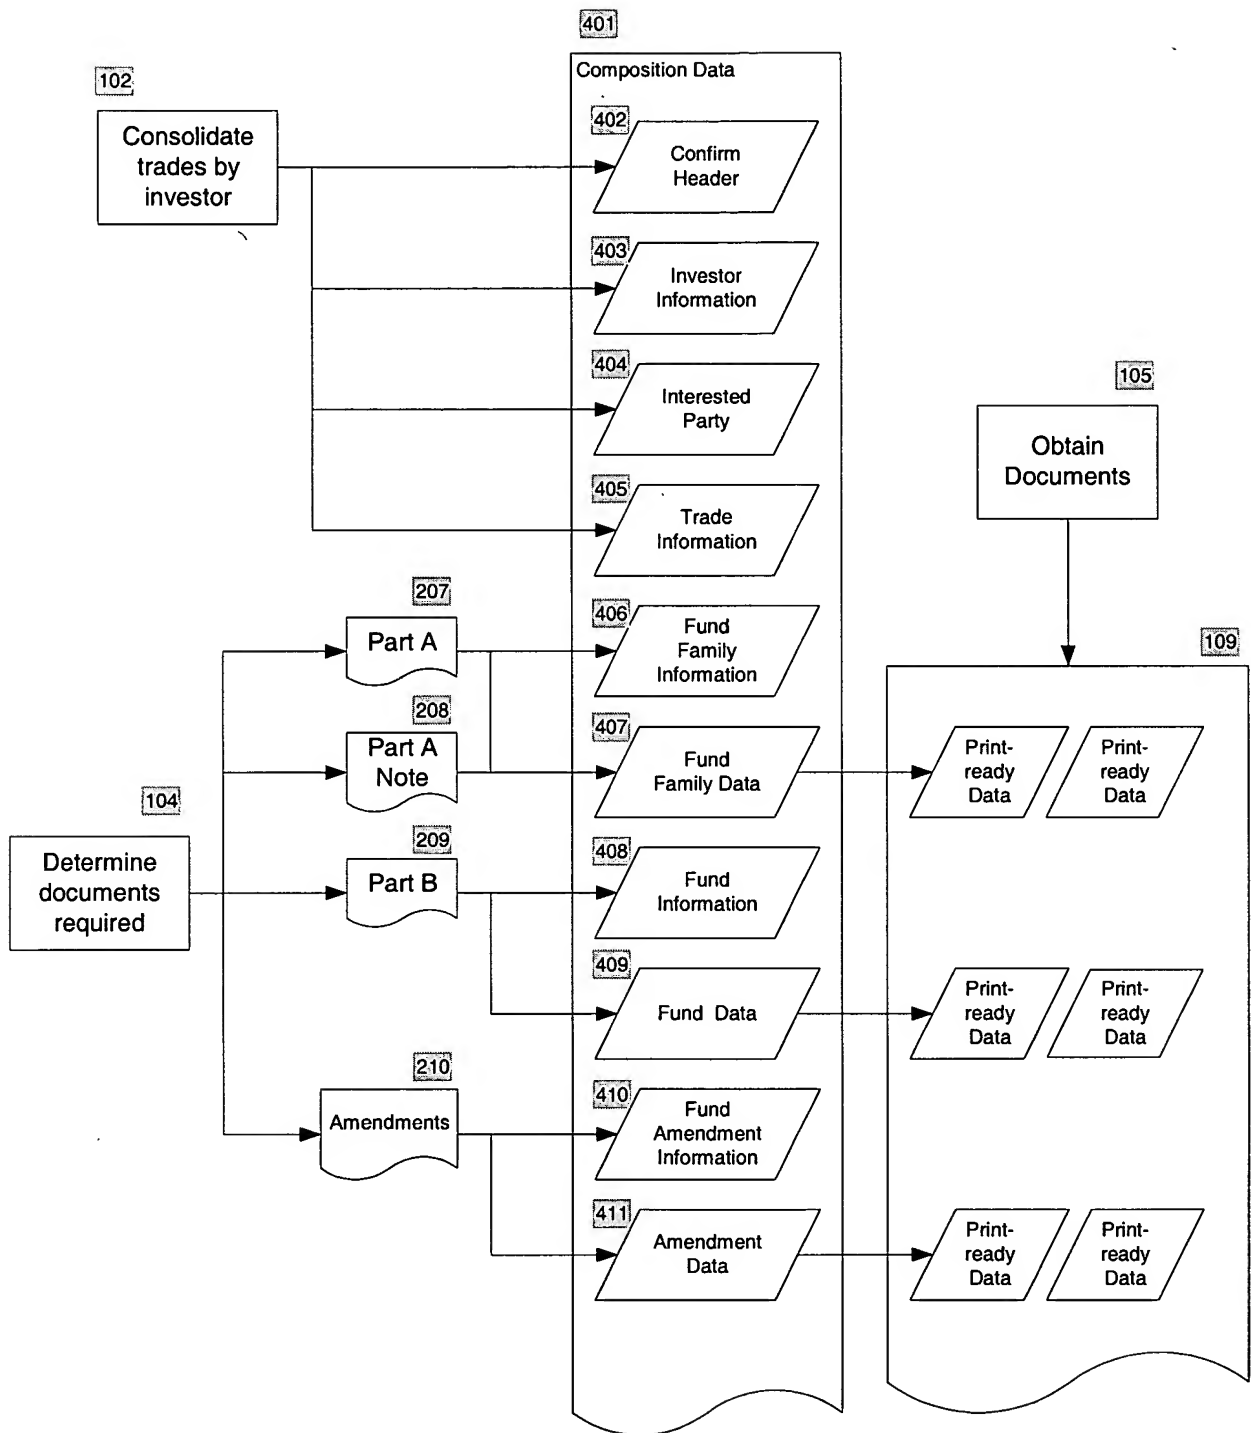 401
Composition Data
102
Consolidate
trades by
investor
402
Confirm
Header
403
Investor
Information
404
Interested
Party
105
Obtain
Documents
405
Trade
Information
207
Part A
406
Fund
Family
Information
109
208
Part A
Note
407
Fund
Family Data
Print-
ready
Data
Print-
ready
Data
104
Determine
documents
required
209
Part B
408
Fund
Information
409
Fund Data
Print-
ready
Data
Print-
ready
Data
210
Amendments
410
Fund
Amendment
Information
411
Amendment
Data
Print-
ready
Data
Print-
ready
Data